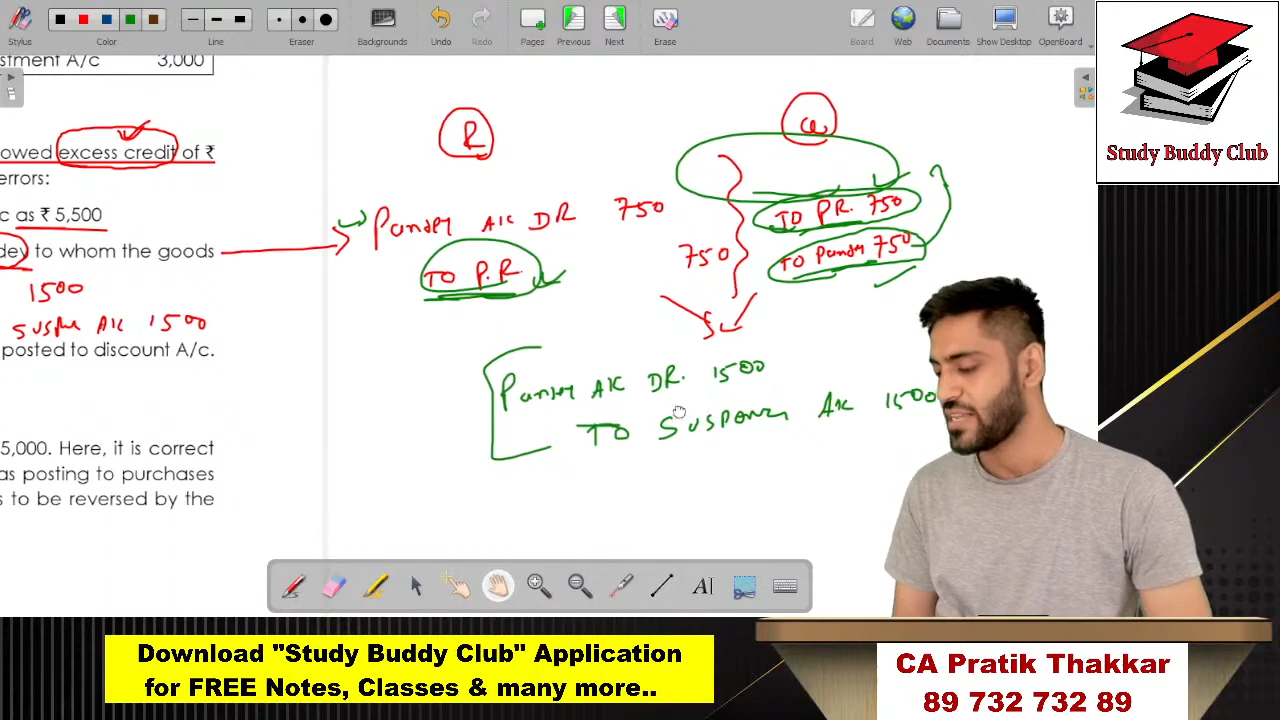 Stylus
Color
Line
Eraser
Backgrounds
Undo
Redo
Pages
Previous
Next
Erase
Board
Web
Documents
Show Desktop
OpenBoard
Study Buddy Club
stment A/c 3,000
owed excess credit of ₹
errors:
c as ₹ 5,500
dey to whom the goods
1500
A/c 1500
posted to discount A/c.
5,000. Here, it is correct
as posting to purchases
s to be reversed by the
R
Pandey A/c DR 750
TO P.R.
750
TO P.R. 750
TO Pandey 750
Pandey A/c DR. 1500
TO SUSPENSE A/c 1500
Download "Study Buddy Club" Application
for FREE Notes, Classes & many more..
CA Pratik Thakkar
89 732 732 89